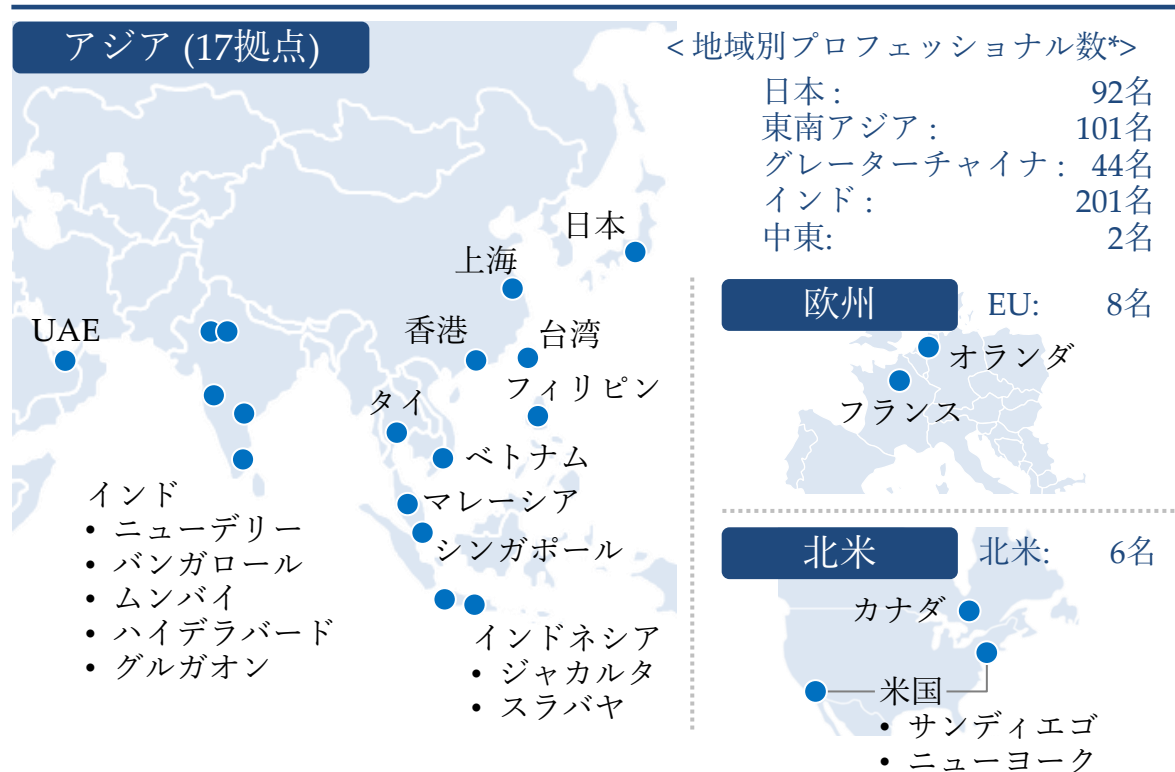 アジア (17拠点)
<地域別プロフェッショナル数*>
日本 : 92名
東南アジア : 101名
グレーターチャイナ : 44名
インド : 201名
中東: 2名
日本
上海
UAE
香港
台湾
フィリピン
タイ
ベトナム
マレーシア
シンガポール
インド
• ニューデリー
• バンガロール
• ムンバイ
• ハイデラバード
• グルガオン
インドネシア
• ジャカルタ
• スラバヤ
欧州
EU: 8名
オランダ
フランス
北米
北米: 6名
カナダ
米国
• サンディエゴ
• ニューヨーク